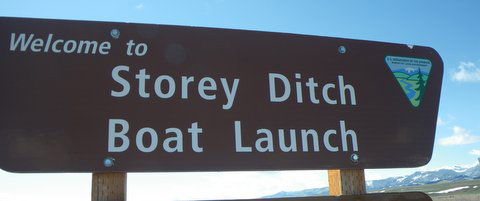 Welcome to
Storey Ditch
Boat Launch